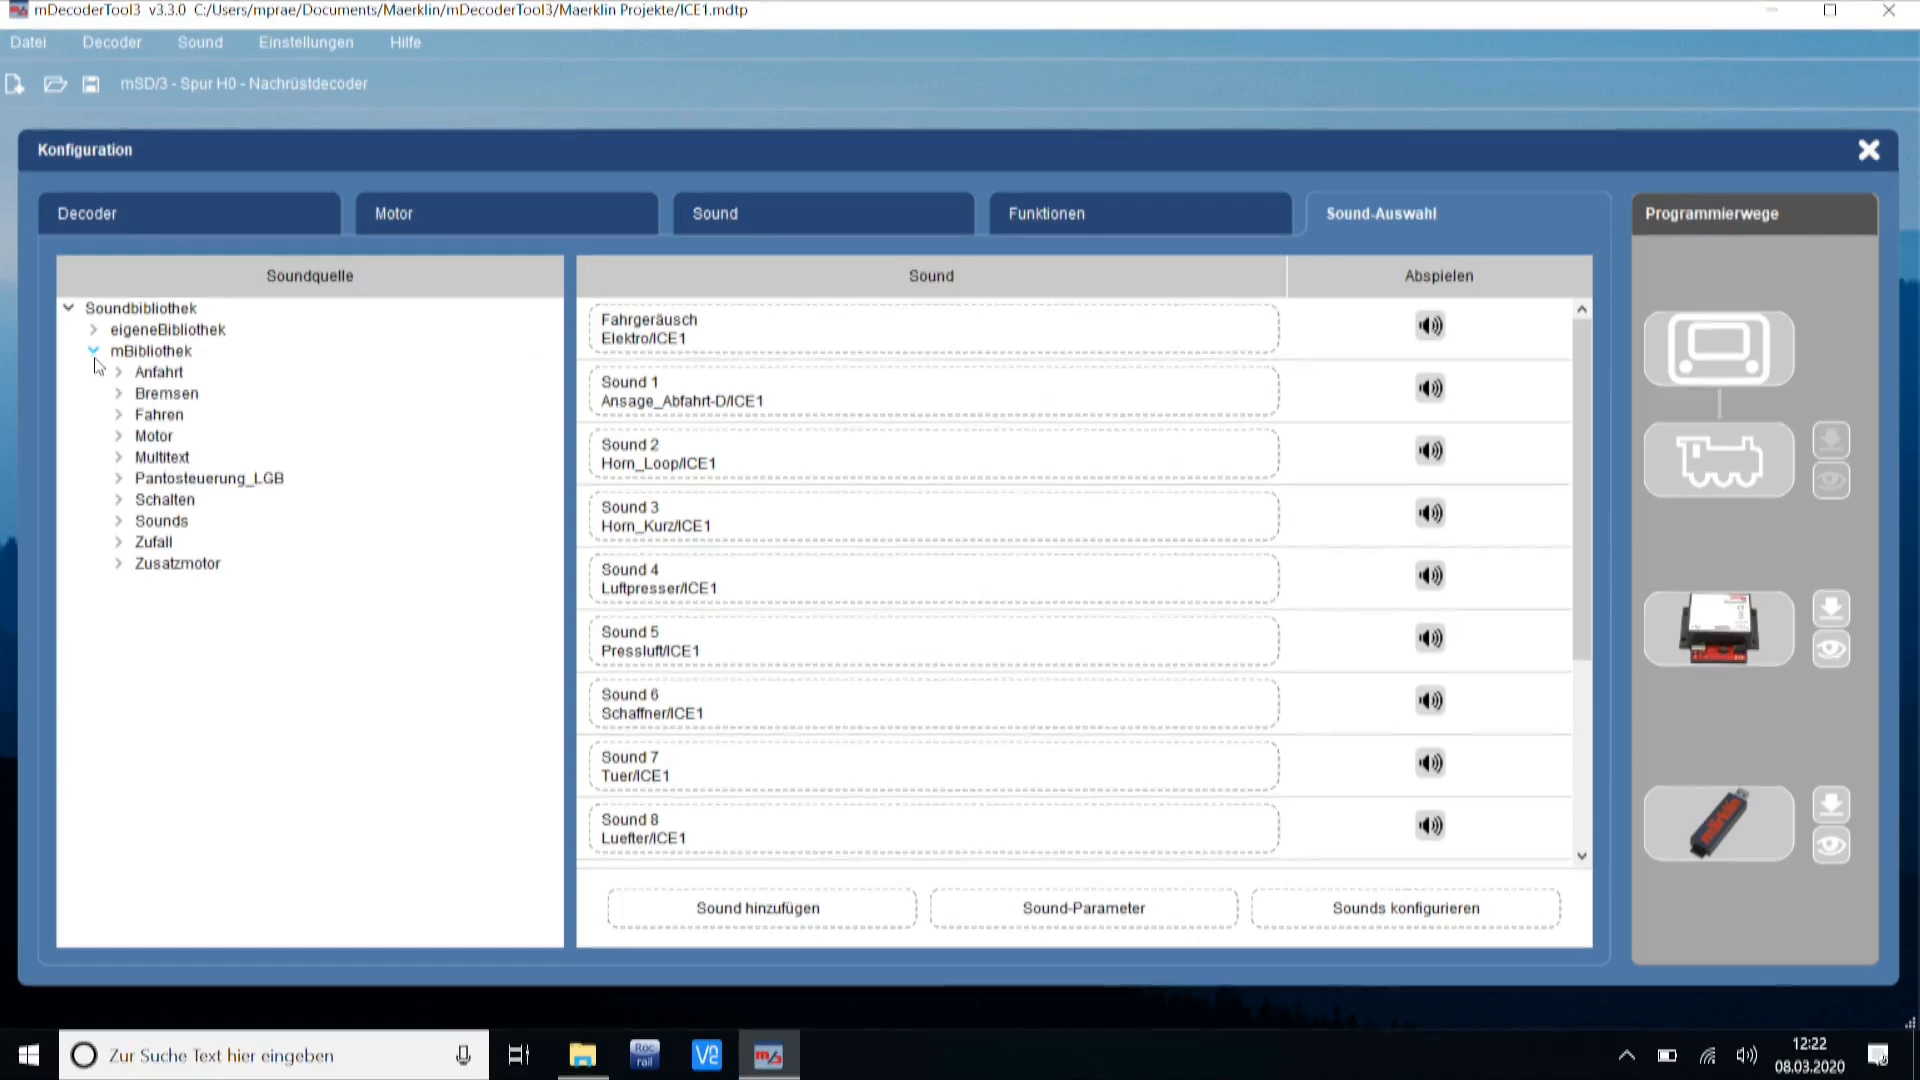 mDecoderTool3 v3.3.0 C:/Users/mprae/Documents/Maerklin/mDecoderTool3/Maerklin Projekte/ICE1.mdtp
Datei Decoder Sound Einstellungen Hilfe
mSD/3 - Spur H0 - Nachrüstdecoder
Konfiguration
Decoder Motor Sound Funktionen Sound-Auswahl Programmierwege
Soundquelle Sound Abspielen
Soundbibliothek
eigeneBibliothek
mBibliothek
Anfahrt
Bremsen
Fahren
Motor
Multitext
Pantosteuerung_LGB
Schalten
Sounds
Zufall
Zusatzmotor
Fahrgeräusch
Elektro/ICE1
Sound 1
Ansage_Abfahrt-D/ICE1
Sound 2
Horn_Loop/ICE1
Sound 3
Horn_Kurz/ICE1
Sound 4
Luftpresser/ICE1
Sound 5
Pressluft/ICE1
Sound 6
Schaffner/ICE1
Sound 7
Tuer/ICE1
Sound 8
Luefter/ICE1
Sound hinzufügen Sound-Parameter Sounds konfigurieren
märklin
Zur Suche Text hier eingeben
Roc
rail
V2
m/3
12:22
08.03.2020